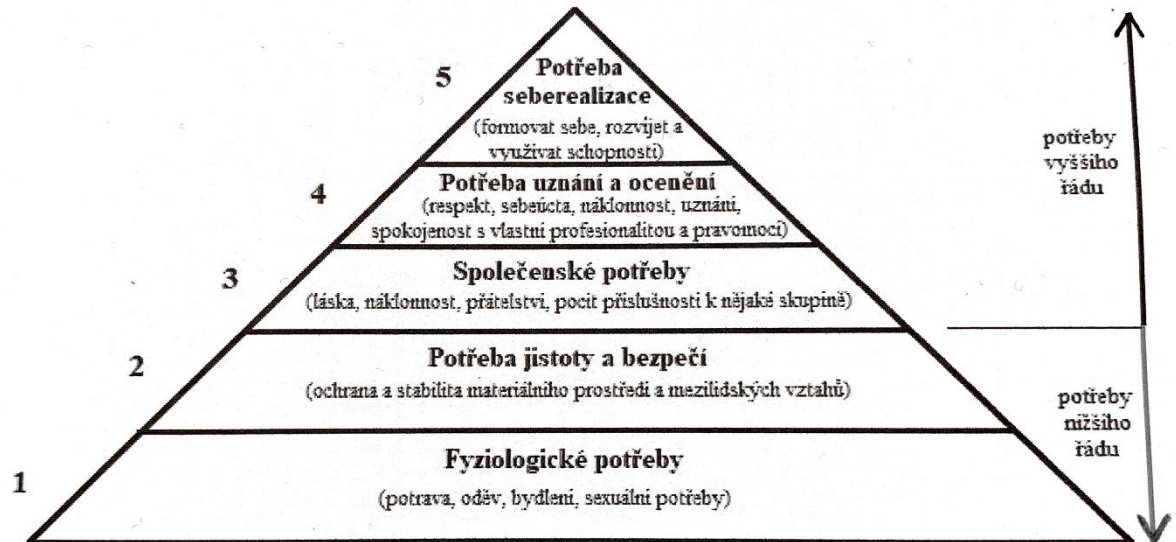 5
Potřeba
seberealizace
(formovat sebe, rozvíjet a
využívat schopnosti)
4
Potřeba uznání a ocenění
(respekt, sebeúcta, náklonnost, uznání,
spokojenost s vlastní profesionalitou a pravomocí)
3
Společenské potřeby
(láska, náklonnost, přátelství, pocit příslušnosti k nějaké skupině)
2
Potřeba jistoty a bezpečí
(ochrana a stabilita materiálního prostředí a mezilidských vztahů)
1
Fyziologické potřeby
(potrava, oděv, bydlení, sexuální potřeby)
potřeby
vyššího
řádu
potřeby
nižšího
řádu